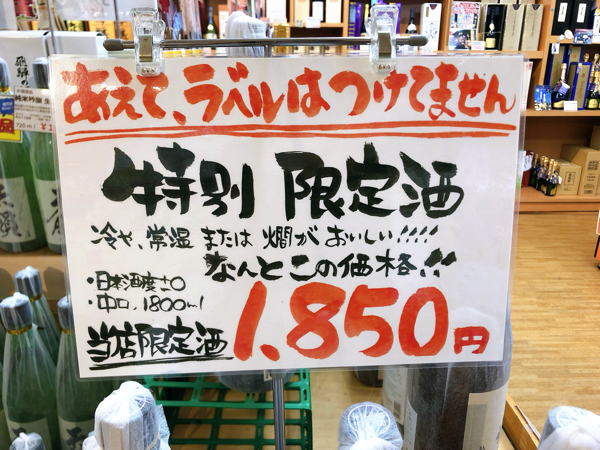 あえて、ラベルはつけてません
特別 限定酒
冷や、常温 または 燗が おいしい!!!!
なんとこの価格!!
・日本酒度±0
・中口、1800ml
当店限定酒
1.850円